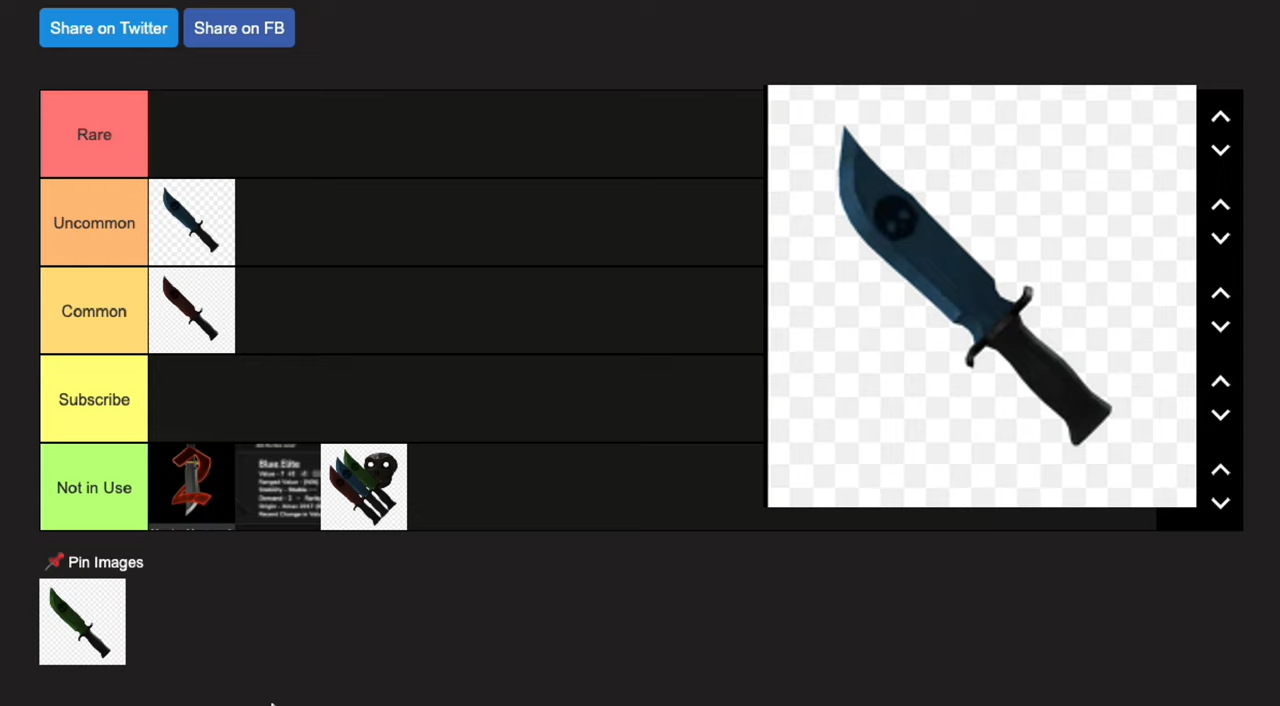 Share on Twitter
Share on FB
Rare
Uncommon
Common
Subscribe
Not in Use
Blue Elite
Pin Images